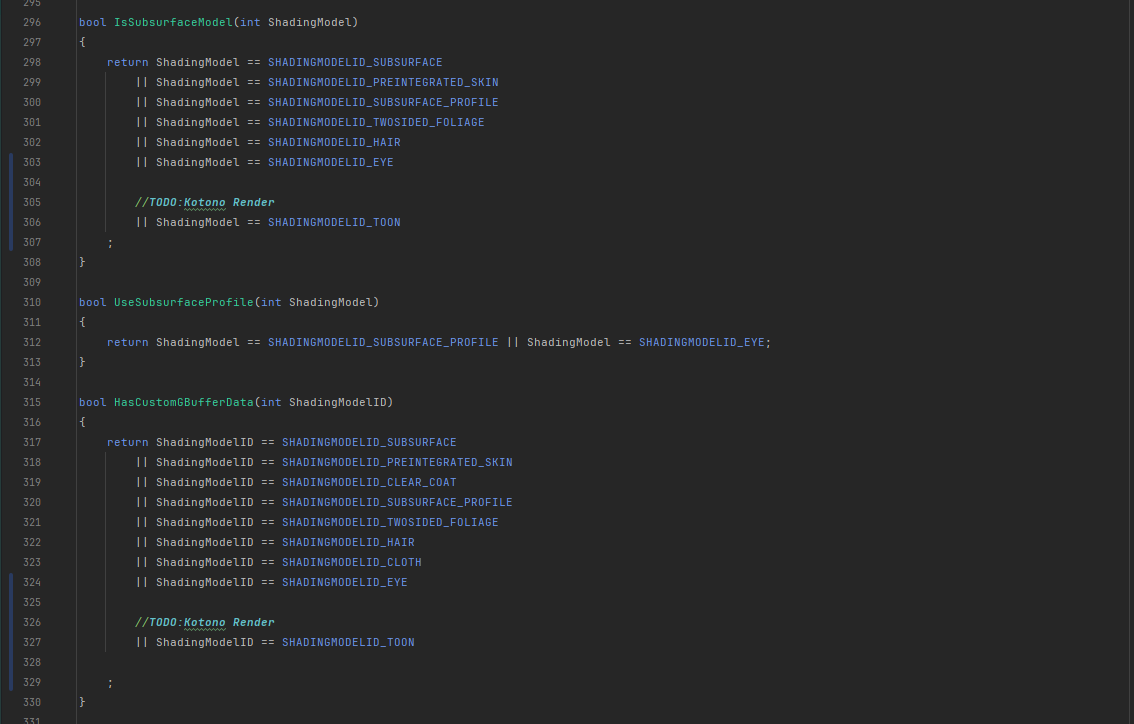 295
296 bool IsSubsurfaceModel(int ShadingModel)
297 {
298 return ShadingModel == SHADINGMODELID_SUBSURFACE
299 || ShadingModel == SHADINGMODELID_PREINTEGRATED_SKIN
300 || ShadingModel == SHADINGMODELID_SUBSURFACE_PROFILE
301 || ShadingModel == SHADINGMODELID_TWOSIDED_FOLIAGE
302 || ShadingModel == SHADINGMODELID_HAIR
303 || ShadingModel == SHADINGMODELID_EYE
304
305 //TODO:Kotono Render
306 || ShadingModel == SHADINGMODELID_TOON
307 ;
308 }
309
310 bool UseSubsurfaceProfile(int ShadingModel)
311 {
312 return ShadingModel == SHADINGMODELID_SUBSURFACE_PROFILE || ShadingModel == SHADINGMODELID_EYE;
313 }
314
315 bool HasCustomGBufferData(int ShadingModelID)
316 {
317 return ShadingModelID == SHADINGMODELID_SUBSURFACE
318 || ShadingModelID == SHADINGMODELID_PREINTEGRATED_SKIN
319 || ShadingModelID == SHADINGMODELID_CLEAR_COAT
320 || ShadingModelID == SHADINGMODELID_SUBSURFACE_PROFILE
321 || ShadingModelID == SHADINGMODELID_TWOSIDED_FOLIAGE
322 || ShadingModelID == SHADINGMODELID_HAIR
323 || ShadingModelID == SHADINGMODELID_CLOTH
324 || ShadingModelID == SHADINGMODELID_EYE
325
326 //TODO:Kotono Render
327 || ShadingModelID == SHADINGMODELID_TOON
328
329 ;
330 }
331